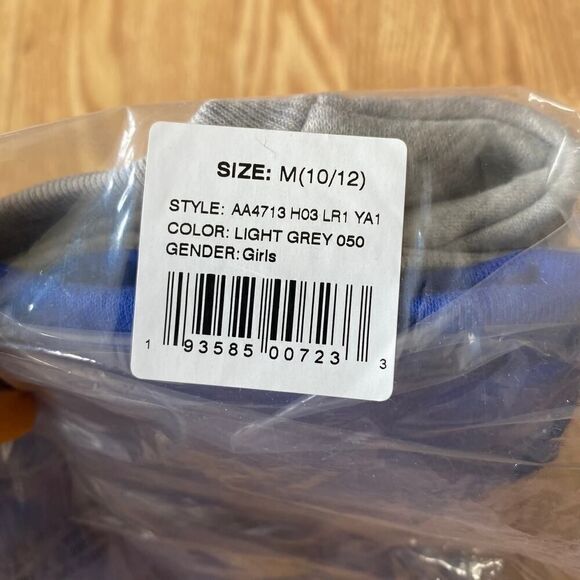 SIZE: M(10/12)
STYLE: AA4713 H03 LR1 YA1
COLOR: LIGHT GREY 050
GENDER: Girls
1 93585 00723 3